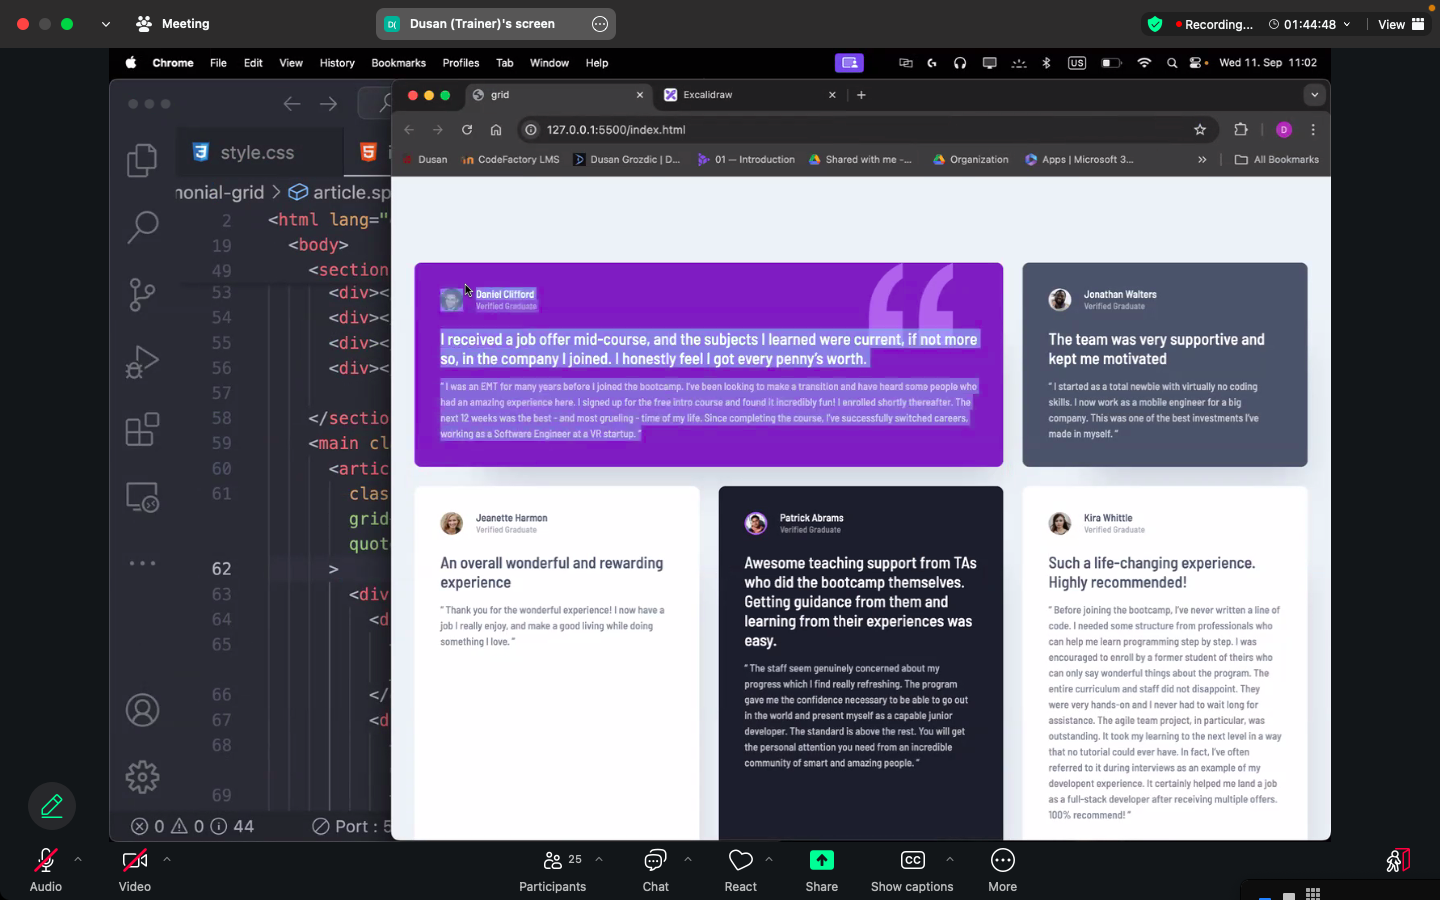 Meeting
D(
Dusan (Trainer)'s screen
Recording...
01:44:48
View
Chrome
File
Edit
View
History
Bookmarks
Profiles
Tab
Window
Help
US
Wed 11. Sep 11:02
grid
Excalidraw
127.0.0.1:5500/index.html
D
Dusan
CodeFactory LMS
Dusan Grozdic | D...
01 — Introduction
Shared with me -...
Organization
Apps | Microsoft 3...
All Bookmarks
style.css
monial-grid
article.sp
2 <html lang="
19 <body>
49 <section
53 <div><
54 <div><
55 <div><
56 <div><
57
58 </sectio
59 <main cl
60 <artic
61 clas
grid
quot
62 >
63 <div
64 <d
65
66 </
67 <d
68
69
0 0 44
Port : 5
Daniel Clifford
Verified Graduate
I received a job offer mid-course, and the subjects I learned were current, if not more
so, in the company I joined. I honestly feel I got every penny’s worth.
“ I was an EMT for many years before I joined the bootcamp. I’ve been looking to make a transition and have heard some people who
had an amazing experience here. I signed up for the free intro course and found it incredibly fun! I enrolled shortly thereafter. The
next 12 weeks was the best - and most grueling - time of my life. Since completing the course, I’ve successfully switched careers,
working as a Software Engineer at a VR startup. ”
Jonathan Walters
Verified Graduate
The team was very supportive and
kept me motivated
“ I started as a total newbie with virtually no coding
skills. I now work as a mobile engineer for a big
company. This was one of the best investments I’ve
made in myself. ”
Jeanette Harmon
Verified Graduate
An overall wonderful and rewarding
experience
“ Thank you for the wonderful experience! I now have a
job I really enjoy, and make a good living while doing
something I love. ”
Patrick Abrams
Verified Graduate
Awesome teaching support from TAs
who did the bootcamp themselves.
Getting guidance from them and
learning from their experiences was
easy.
“ The staff seem genuinely concerned about my
progress which I find really refreshing. The program
gave me the confidence necessary to be able to go out
in the world and present myself as a capable junior
developer. The standard is above the rest. You will get
the personal attention you need from an incredible
community of smart and amazing people. ”
Kira Whittle
Verified Graduate
Such a life-changing experience.
Highly recommended!
“ Before joining the bootcamp, I’ve never written a line of
code. I needed some structure from professionals who
can help me learn programming step by step. I was
encouraged to enroll by a former student of theirs who
can only say wonderful things about the program. The
entire curriculum and staff did not disappoint. They
were very hands-on and I never had to wait long for
assistance. The agile team project, in particular, was
outstanding. It took my learning to the next level in a way
that no tutorial could ever have. In fact, I’ve often
referred to it during interviews as an example of my
developent experience. It certainly helped me land a job
as a full-stack developer after receiving multiple offers.
100% recommend! ”
Audio
Video
25
Participants
Chat
React
Share
CC
Show captions
More